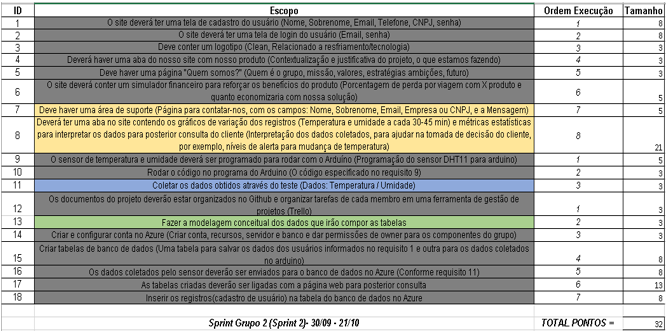 ID Escopo Ordem Execução Tamanho
1 O site deverá ter uma tela de cadastro do usuário (Nome, Sobrenome, Email, Telefone, CNPJ, senha) 1 8
2 O site deverá ter uma tela de login do usuário (Email, senha) 2 8
3 Deve conter um logotipo (Clean, Relacionado a resfriamento/tecnologia) 3 3
4 Deverá haver uma aba do nosso site com nosso produto (Contextualização e justificativa do projeto, o que estamos fazendo) 4 3
5 Deve haver uma página "Quem somos?" (Quem é o grupo, missão, valores, estratégias ambições, futuro) 5 3
6 O site deverá conter um simulador financeiro para reforçar os benefícios do produto (Porcentagem de perda por viagem com X produto e
quanto economizaria com nossa solução) 6 5
7 Deve haver uma área de suporte (Página para contatar-nos, com os campos: Nome, Sobrenome, Email, Empresa ou CNPJ, e a Mensagem) 7 5
8 Deverá ter uma aba no site contendo os gráficos de variação dos registros (Temperatura e umidade a cada 30-45 min) e métricas estatísticas
para interpretar os dados para posterior consulta do cliente (Interpretação dos dados coletados, para ajudar na tomada de decisão do cliente,
por exemplo, níveis de alerta para mudança de temperatura) 8 21
9 O sensor de temperatura e umidade deverá ser programado para rodar com o Arduíno (Programação do sensor DHT11 para arduino) 1 5
10 Rodar o código no programa do Arduino (O código especificado no requisito 9) 2 3
11 Coletar os dados obtidos através do teste (Dados: Temperatura / Umidade) 3 3
12 Os documentos do projeto deverão estar organizados no Github e organizar tarefas de cada membro em uma ferramenta de gestão de
projetos (Trello) 1 3
13 Fazer a modelagem conceitual dos dados que irão compor as tabelas 2 3
14 Criar e configurar conta no Azure (Criar conta, recursos, servidor e banco e dar permissões de owner para os componentes do grupo) 3 3
15 Criar tabelas de banco de dados (Uma tabela para salvar os dados dos usuários informados no requisito 1 e outra para os dados coletados
no arduino) 4 8
16 Os dados coletados pelo sensor deverão ser enviados para o banco de dados no Azure (Conforme requisito 11) 5 8
17 As tabelas criadas deverão ser ligadas com a página web para posterior consulta 6 13
18 Inserir os registros(cadastro de usuário) na tabela do banco de dados no Azure 7 8
Sprint Grupo 2 (Sprint 2)- 30/09 - 21/10 TOTAL PONTOS = 32